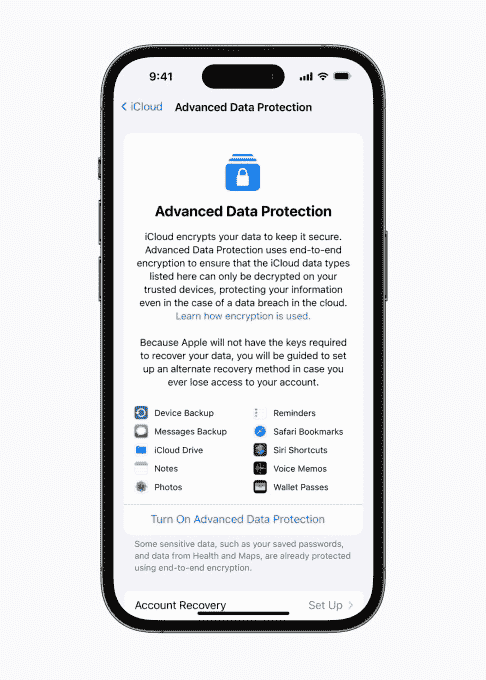 9:41
iCloud Advanced Data Protection
Advanced Data Protection
iCloud encrypts your data to keep it secure.
Advanced Data Protection uses end-to-end
encryption to ensure that the iCloud data types
listed here can only be decrypted on your
trusted devices, protecting your information
even in the case of a data breach in the cloud.
Learn how encryption is used.
Because Apple will not have the keys required
to recover your data, you will be guided to set
up an alternate recovery method in case you
ever lose access to your account.
Device Backup
Messages Backup
iCloud Drive
Notes
Photos
Reminders
Safari Bookmarks
Siri Shortcuts
Voice Memos
Wallet Passes
Turn On Advanced Data Protection
Some sensitive data, such as your saved passwords,
and data from Health and Maps, are already protected
using end-to-end encryption.
Account Recovery Set Up